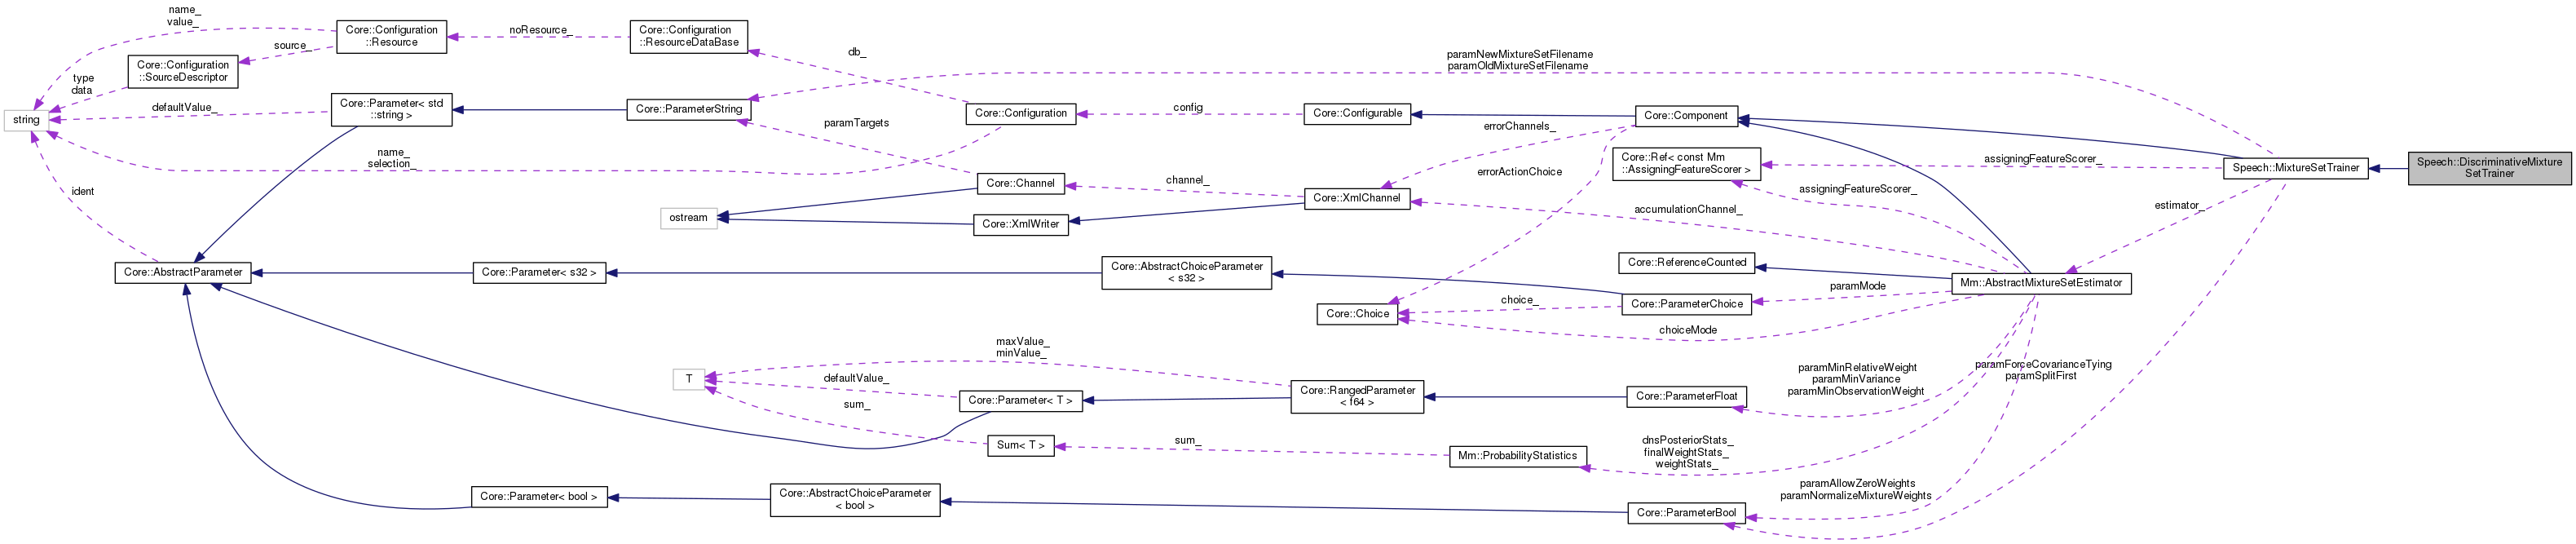 name_
value_
Core::Configuration
::Resource
noResource_
Core::Configuration
::ResourceDataBase
source_
db_
paramNewMixtureSetFilename
paramOldMixtureSetFilename
Core::Configuration
::SourceDescriptor
type
data
string
defaultValue_
Core::Parameter< std
::string >
Core::ParameterString
Core::Configuration
config
Core::Configurable
Core::Component
paramTargets
errorChannels_
name_
selection_
Core::Ref< const Mm
::AssigningFeatureScorer >
assigningFeatureScorer_
Speech::MixtureSetTrainer
Speech::DiscriminativeMixture
SetTrainer
errorActionChoice
ident
Core::Channel
channel_
Core::XmlChannel
assigningFeatureScorer_
estimator_
accumulationChannel_
ostream
Core::XmlWriter
Core::AbstractParameter
Core::Parameter< s32 >
Core::AbstractChoiceParameter
< s32 >
Core::ReferenceCounted
Mm::AbstractMixtureSetEstimator
paramMode
choice_
Core::ParameterChoice
Core::Choice
choiceMode
maxValue_
minValue_
T
defaultValue_
Core::Parameter< T >
Core::RangedParameter
< f64 >
Core::ParameterFloat
paramMinRelativeWeight
paramMinVariance
paramMinObservationWeight
paramForceCovarianceTying
paramSplitFirst
sum_
Sum< T >
sum_
Mm::ProbabilityStatistics
dnsPosteriorStats_
finalWeightStats_
weightStats_
Core::Parameter< bool >
Core::AbstractChoiceParameter
< bool >
paramAllowZeroWeights
paramNormalizeMixtureWeights
Core::ParameterBool